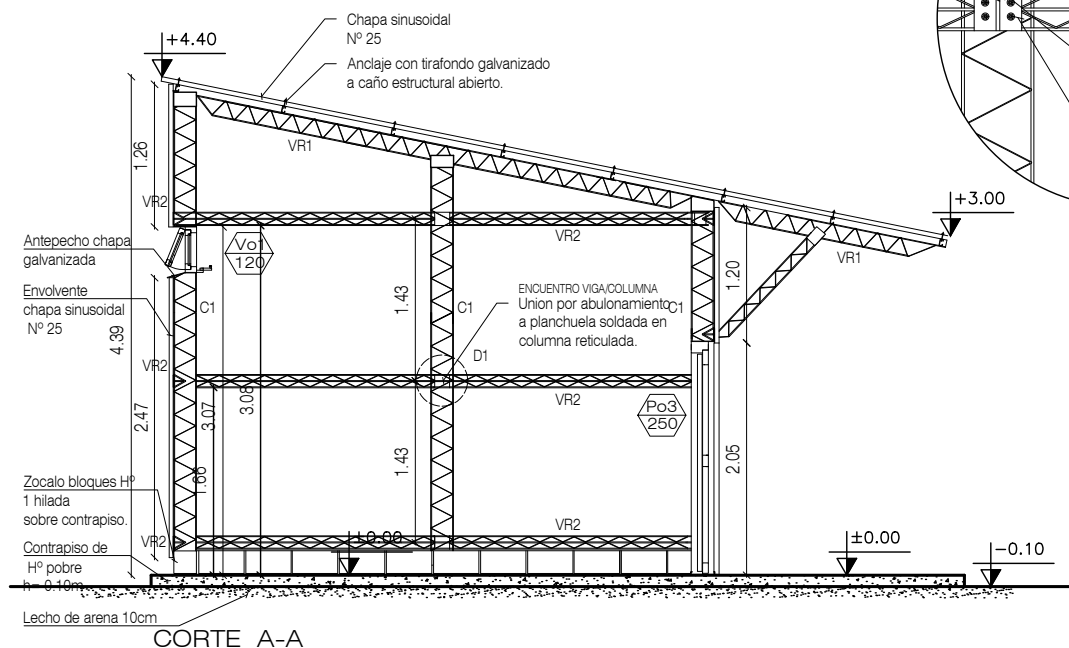 Chapa sinusoidal
Nº 25
Anclaje con tirafondo galvanizado
a caño estructural abierto.
+4.40
VR1
1.26
VR2
+3.00
VR2
VR1
Antepecho chapa
galvanizada
Vo1
120
1.20
Envolvente
chapa sinusoidal
Nº 25
C1
1.43
C1
ENCUENTRO VIGA/COLUMNA
Union por abulonamiento
a planchuela soldada en
columna reticulada.
C1
4.39
VR2
D1
2.47
3.07
3.08
VR2
Po3
250
1.66
1.43
2.05
Zocalo bloques Hº
1 hilada
sobre contrapiso.
VR2
VR2
Contrapiso de
Hº pobre
h= 0.10m
±0.00
±0.00
-0.10
Lecho de arena 10cm
CORTE A-A